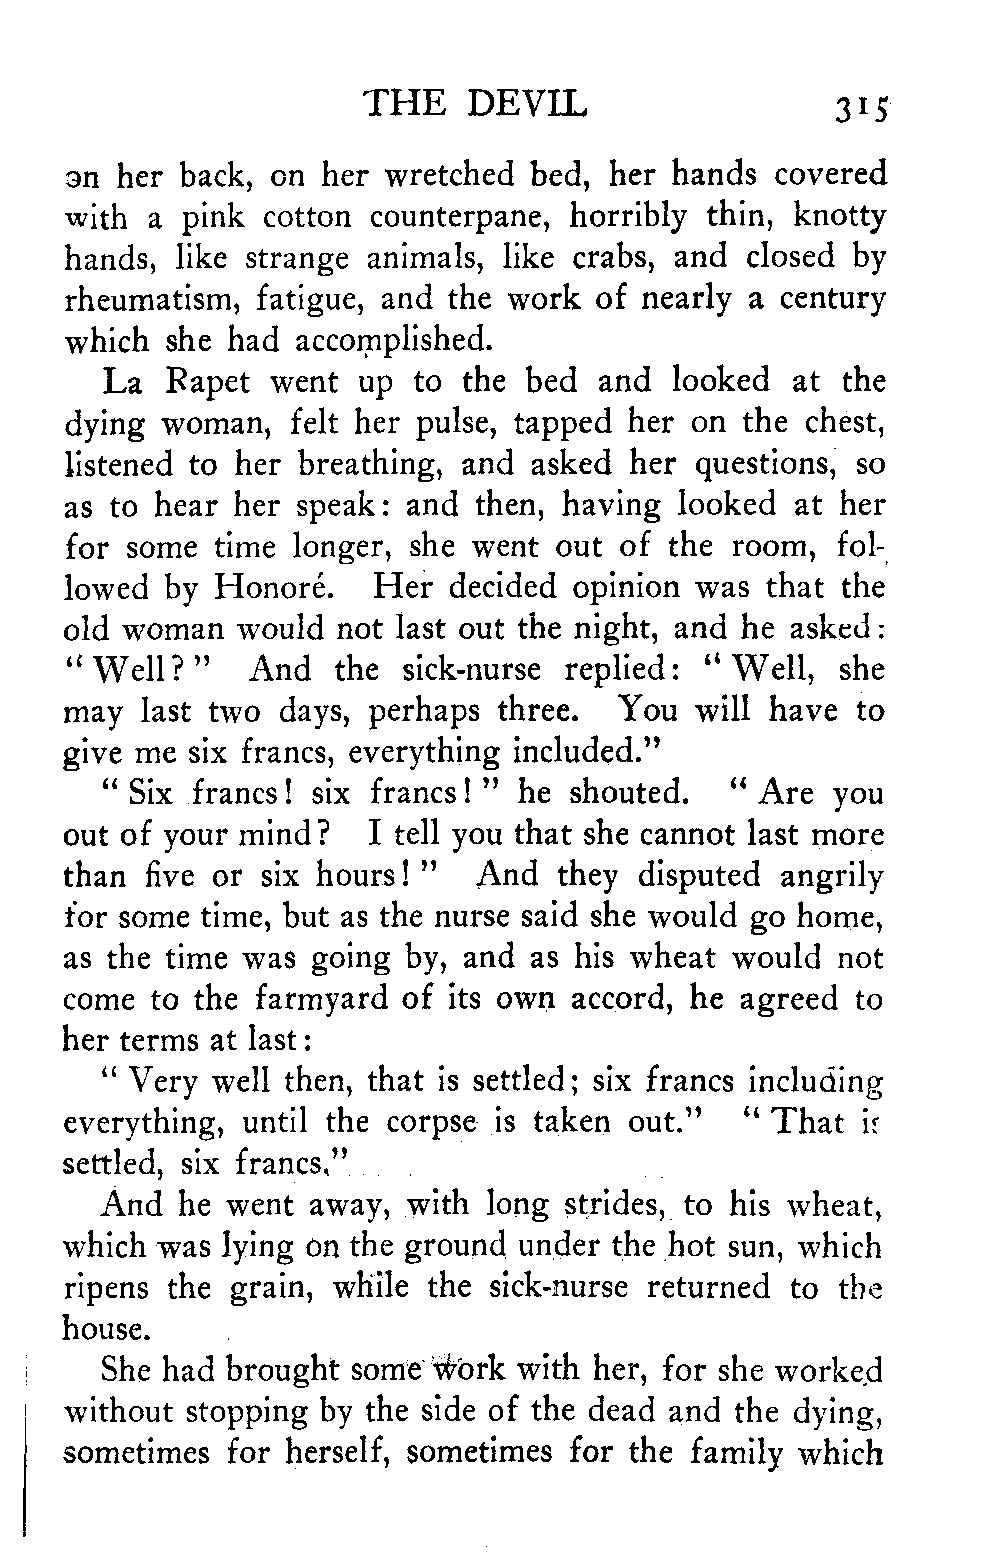 THE DEVIL 315
on her back, on her wretched bed, her hands covered
with a pink cotton counterpane, horribly thin, knotty
hands, like strange animals, like crabs, and closed by
rheumatism, fatigue, and the work of nearly a century
which she had accomplished.
La Rapet went up to the bed and looked at the
dying woman, felt her pulse, tapped her on the chest,
listened to her breathing, and asked her questions, so
as to hear her speak: and then, having looked at her
for some time longer, she went out of the room, fol-
lowed by Honoré. Her decided opinion was that the
old woman would not last out the night, and he asked:
"Well?" And the sick-nurse replied: "Well, she
may last two days, perhaps three. You will have to
give me six francs, everything included."
"Six francs! six francs!" he shouted. "Are you
out of your mind? I tell you that she cannot last more
than five or six hours!" And they disputed angrily
for some time, but as the nurse said she would go home,
as the time was going by, and as his wheat would not
come to the farmyard of its own accord, he agreed to
her terms at last:
"Very well then, that is settled; six francs including
everything, until the corpse is taken out." "That is
settled, six francs."
And he went away, with long strides, to his wheat,
which was lying on the ground under the hot sun, which
ripens the grain, while the sick-nurse returned to the
house.
She had brought some work with her, for she worked
without stopping by the side of the dead and the dying,
sometimes for herself, sometimes for the family which